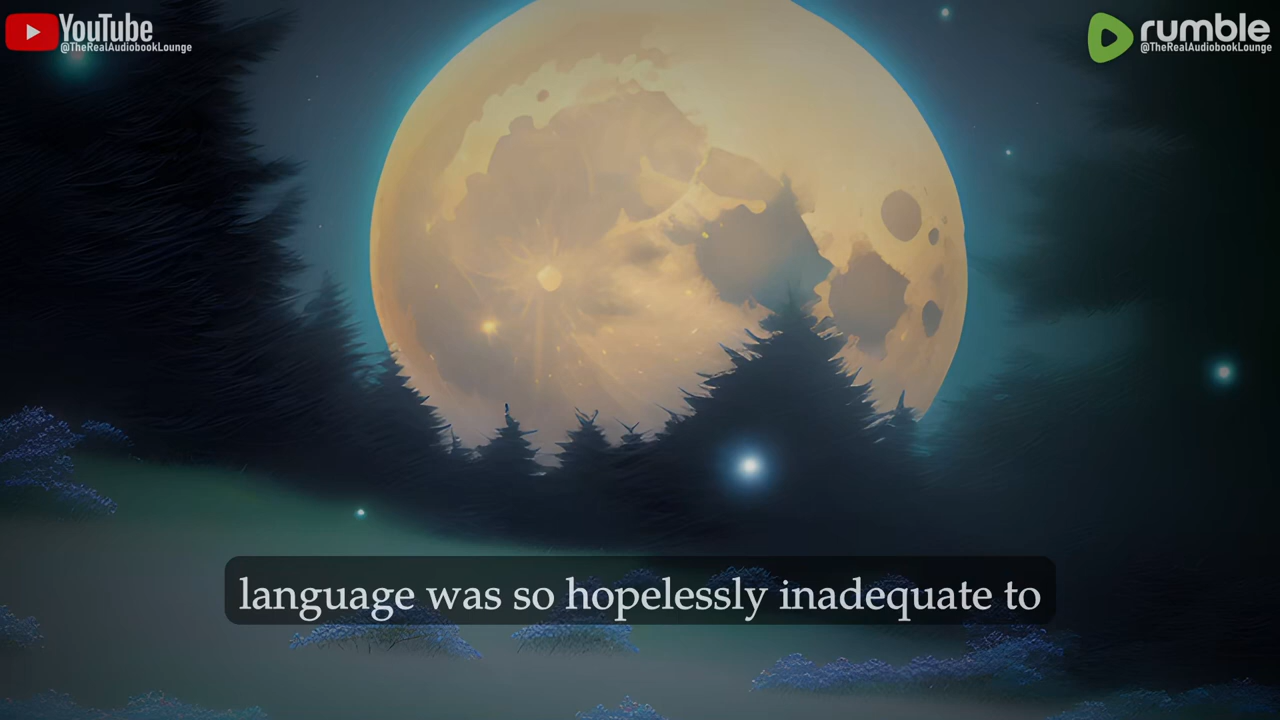 YouTube
@TheRealAudiobookLounge
rumble
@TheRealAudiobookLounge
language was so hopelessly inadequate to